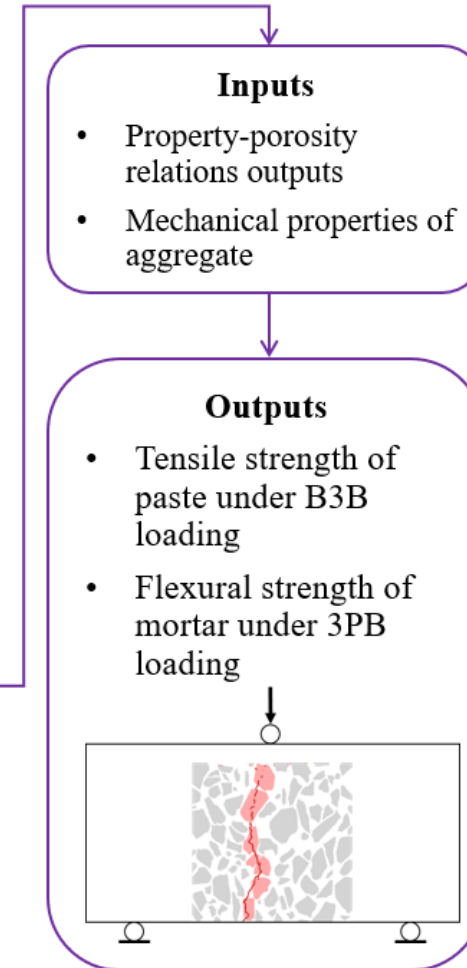 Inputs
• Property-porosity
relations outputs
• Mechanical properties of
aggregate
Outputs
• Tensile strength of
paste under B3B
loading
• Flexural strength of
mortar under 3PB
loading